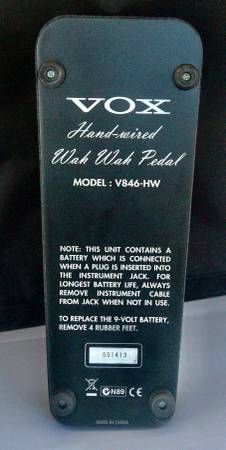 VOX
Hand-wired
Wah Wah Pedal
MODEL : V846-HW
NOTE: THIS UNIT CONTAINS A
BATTERY WHICH IS CONNECTED
WHEN A PLUG IS INSERTED INTO
THE INSTRUMENT JACK. FOR
LONGEST BATTERY LIFE, ALWAYS
REMOVE INSTRUMENT CABLE
FROM JACK WHEN NOT IN USE.
TO REPLACE THE 9-VOLT BATTERY,
REMOVE 4 RUBBER FEET.
001413
N89 CE
MADE IN CHINA